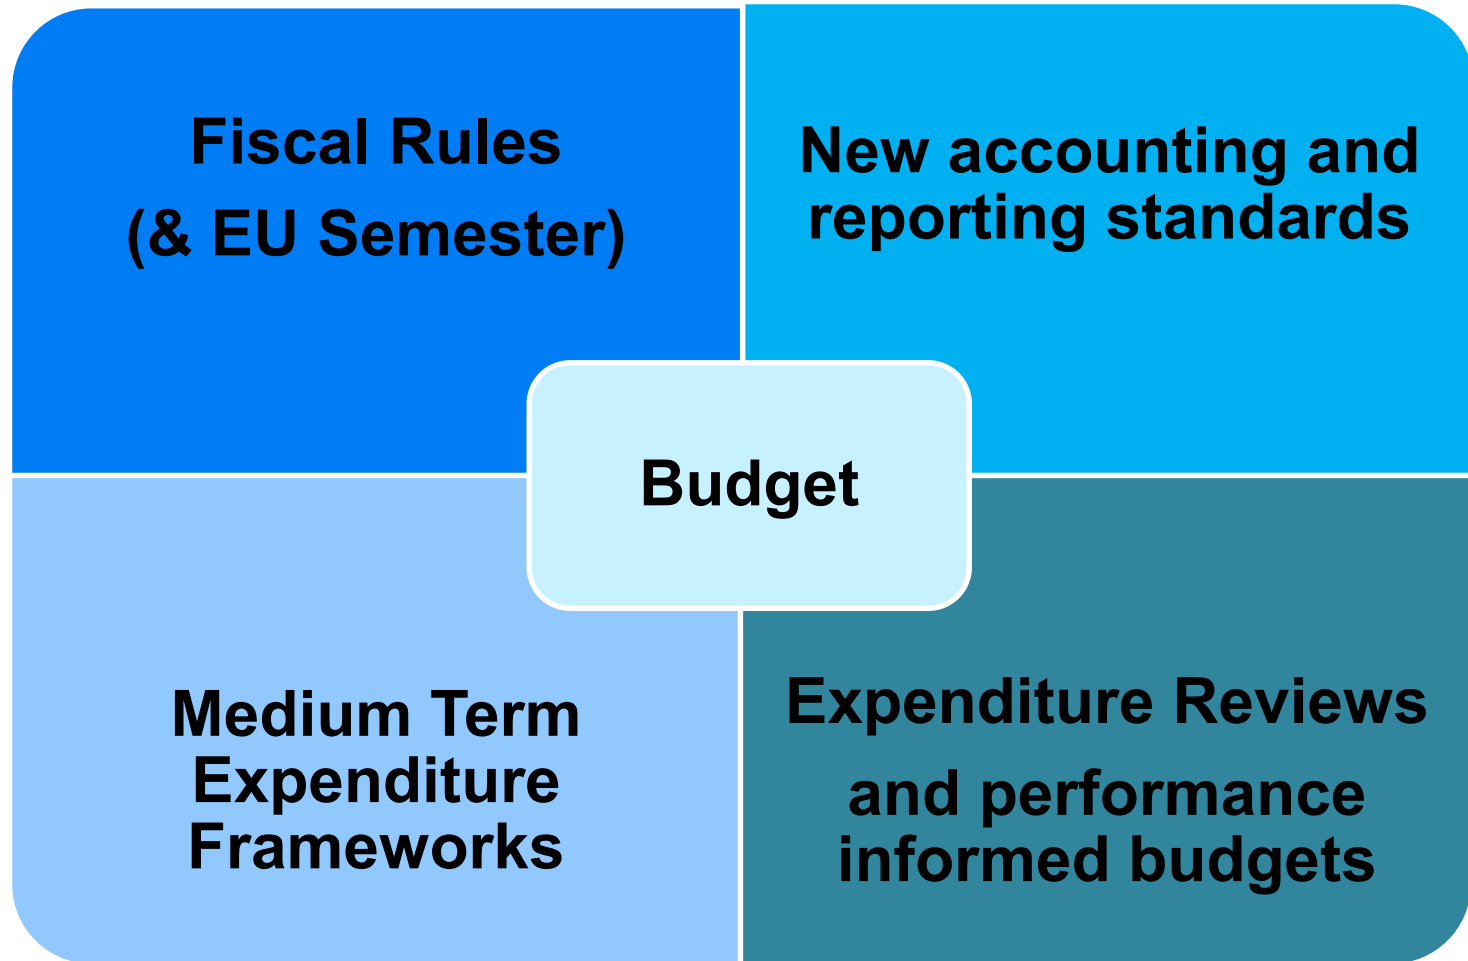 Fiscal Rules
(& EU Semester)
New accounting and
reporting standards
Budget
Medium Term
Expenditure
Frameworks
Expenditure Reviews
and performance
informed budgets